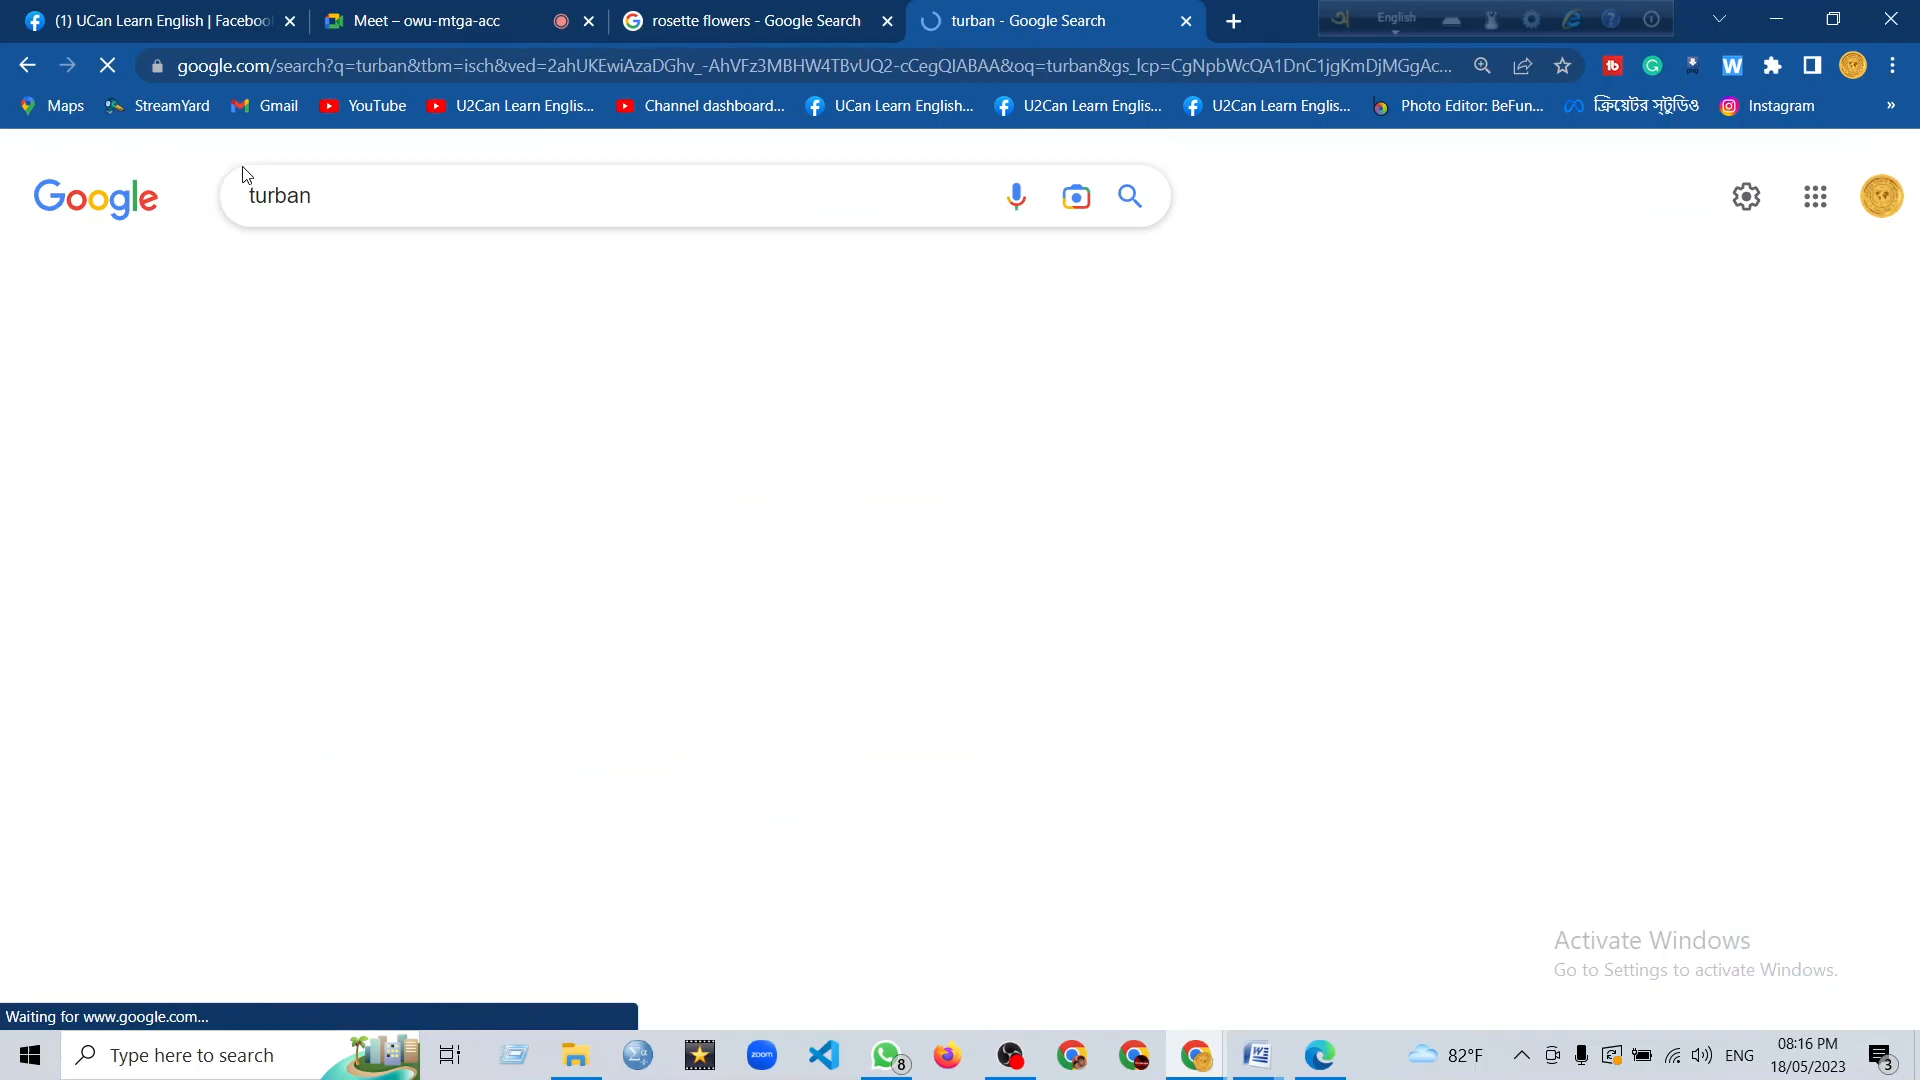 (1) UCan Learn English | Faceboo
Meet – owu-mtga-acc
rosette flowers - Google Search
turban - Google Search
English
google.com/search?q=turban&tbm=isch&ved=2ahUKEwiAzaDGhv_-AhVFz3MBHW4TBvUQ2-cCegQIABAA&oq=turban&gs_lcp=CgNpbWcQA1DnC1jgKmDjMGgAc...
Maps
StreamYard
Gmail
YouTube
U2Can Learn Englis...
Channel dashboard...
UCan Learn English...
U2Can Learn Englis...
U2Can Learn Englis...
Photo Editor: BeFun...
ক্রিয়েটর স্টুডিও
Instagram
»
Google
turban
Activate Windows
Go to Settings to activate Windows.
Waiting for www.google.com...
Type here to search
zoom
8
82°F
ENG
08:16 PM
18/05/2023
3